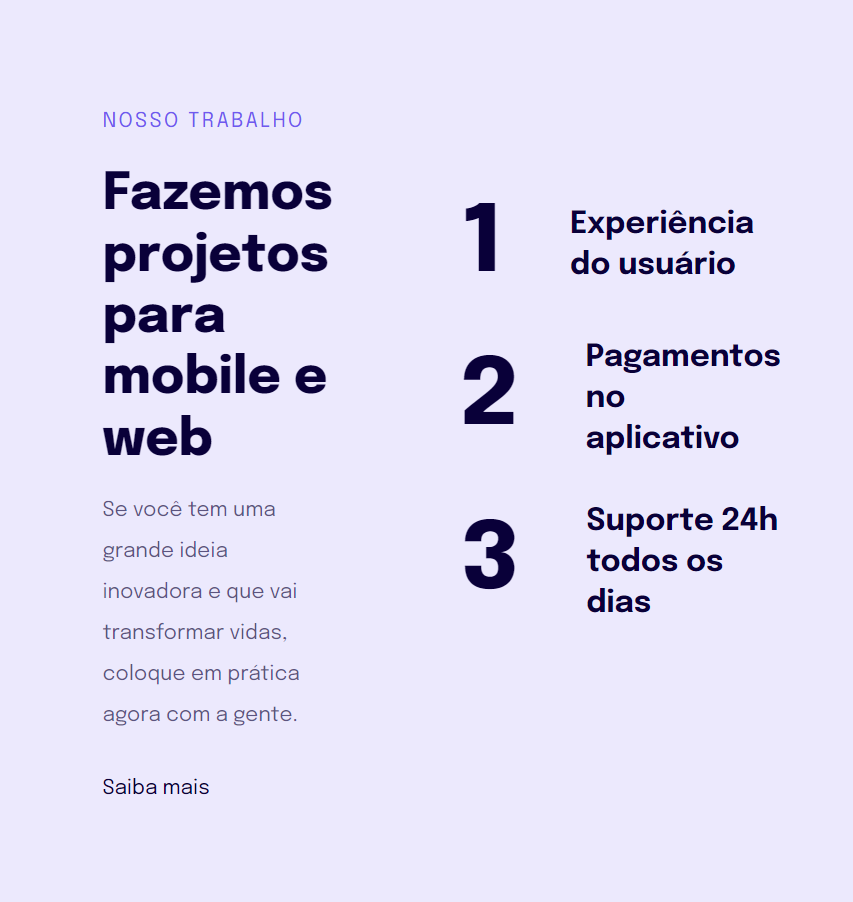 NOSSO TRABALHO
Fazemos
projetos
para
mobile e
web
Se você tem uma
grande ideia
inovadora e que vai
transformar vidas,
coloque em prática
agora com a gente.
Saiba mais
1
Experiência
do usuário
2
Pagamentos
no
aplicativo
3
Suporte 24h
todos os
dias